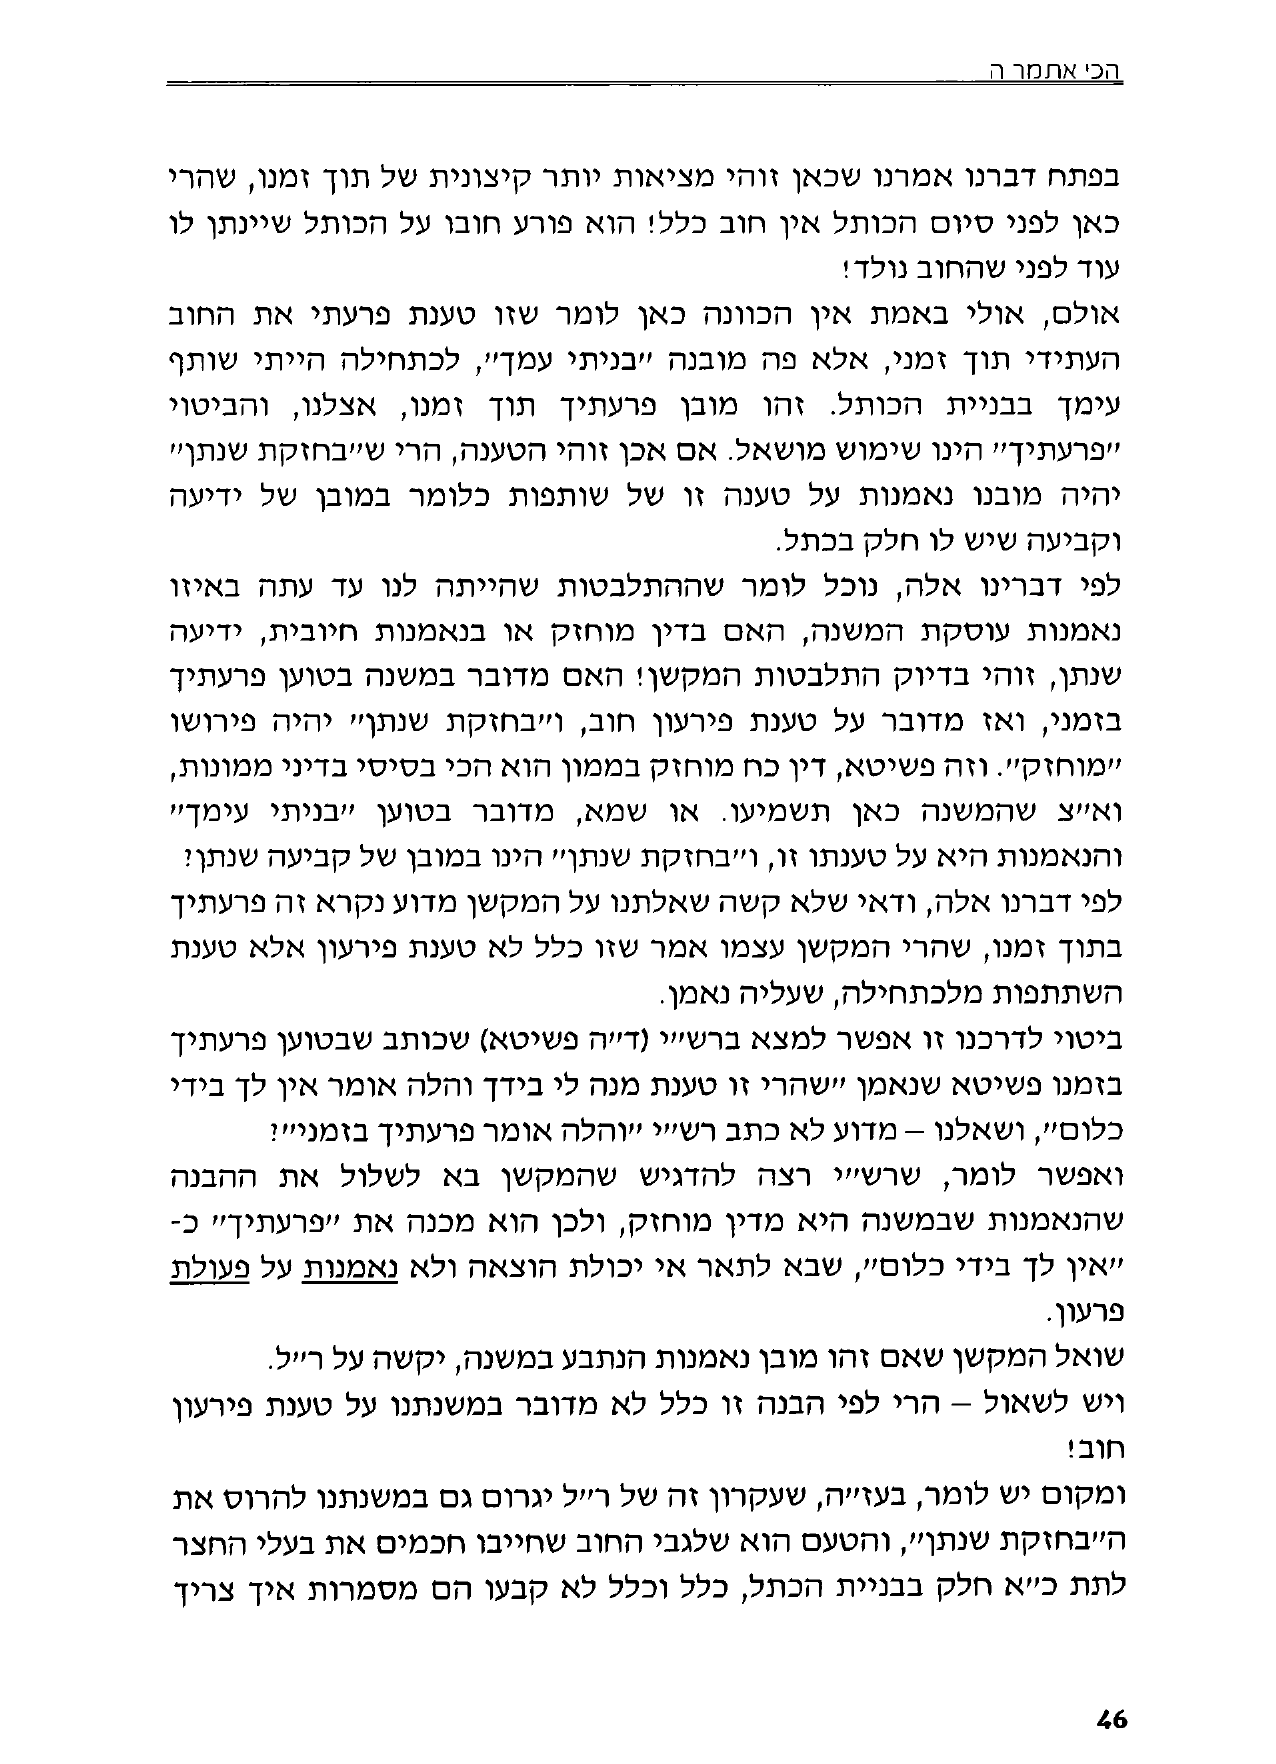 הכי אתמר ה
בפתח דברנו אמרנו שכאן זוהי מציאות יותר קיצונית של תוך זמנו, שהרי
כאן לפני סיום הכותל אין חוב כלל! הוא פורע חובו על הכותל שיינתן לו
עוד לפני שהחוב נולד!
אולם, אולי באמת אין הכוונה כאן לומר שזו טענת פרעתי את החוב
העתידי תוך זמני, אלא פה מובנה "בניתי עמך", לכתחילה הייתי שותף
עימך בבניית הכותל. זהו מובן פרעתיך תוך זמנו, אצלנו, והביטוי
"פרעתיך" הינו שימוש מושאל. אם אכן זוהי הטענה, הרי ש"בחזקת שנתן"
יהיה מובנו נאמנות על טענה זו של שותפות כלומר במובן של ידיעה
וקביעה שיש לו חלק בכתל.
לפי דברינו אלה, נוכל לומר שההתלבטות שהייתה לנו עד עתה באיזו
נאמנות עוסקת המשנה, האם בדין מוחזק או בנאמנות חיובית, ידיעה
שנתן, זוהי בדיוק התלבטות המקשן! האם מדובר במשנה בטוען פרעתיך
בזמני, ואז מדובר על טענת פירעון חוב, ו"בחזקת שנתן" יהיה פירושו
"מוחזק". וזה פשיטא, דין כח מוחזק בממון הוא הכי בסיסי בדיני ממונות,
וא"צ שהמשנה כאן תשמיעו. או שמא, מדובר בטוען "בניתי עימך"
והנאמנות היא על טענתו זו, ו"בחזקת שנתן" הינו במובן של קביעה שנתן?
לפי דברנו אלה, ודאי שלא קשה שאלתנו על המקשן מדוע נקרא זה פרעתיך
בתוך זמנו, שהרי המקשן עצמו אמר שזו כלל לא טענת פירעון אלא טענת
השתתפות מלכתחילה, שעליה נאמן.
ביטוי לדרכנו זו אפשר למצא ברש"י (ד"ה פשיטא) שכותב שבטוען פרעתיך
בזמנו פשיטא שנאמן "שהרי זו טענת מנה לי בידך והלה אומר אין לך בידי
כלום", ושאלנו – מדוע לא כתב רש"י "והלה אומר פרעתיך בזמני"?
ואפשר לומר, שרש"י רצה להדגיש שהמקשן בא לשלול את ההבנה
שהנאמנות שבמשנה היא מדין מוחזק, ולכן הוא מכנה את "פרעתיך" כ-
"אין לך בידי כלום", שבא לתאר אי יכולת הוצאה ולא נאמנות על פעולת
פרעון.
שואל המקשן שאם זהו מובן נאמנות הנתבע במשנה, יקשה על ר"ל.
ויש לשאול – הרי לפי הבנה זו כלל לא מדובר במשנתנו על טענת פירעון
חוב!
ומקום יש לומר, בעז"ה, שעקרון זה של ר"ל יגרום גם במשנתנו להרוס את
ה"בחזקת שנתן", והטעם הוא שלגבי החוב שחייבו חכמים את בעלי החצר
לתת כ"א חלק בבניית הכתל, כלל וכלל לא קבעו הם מסמרות איך צריך
46